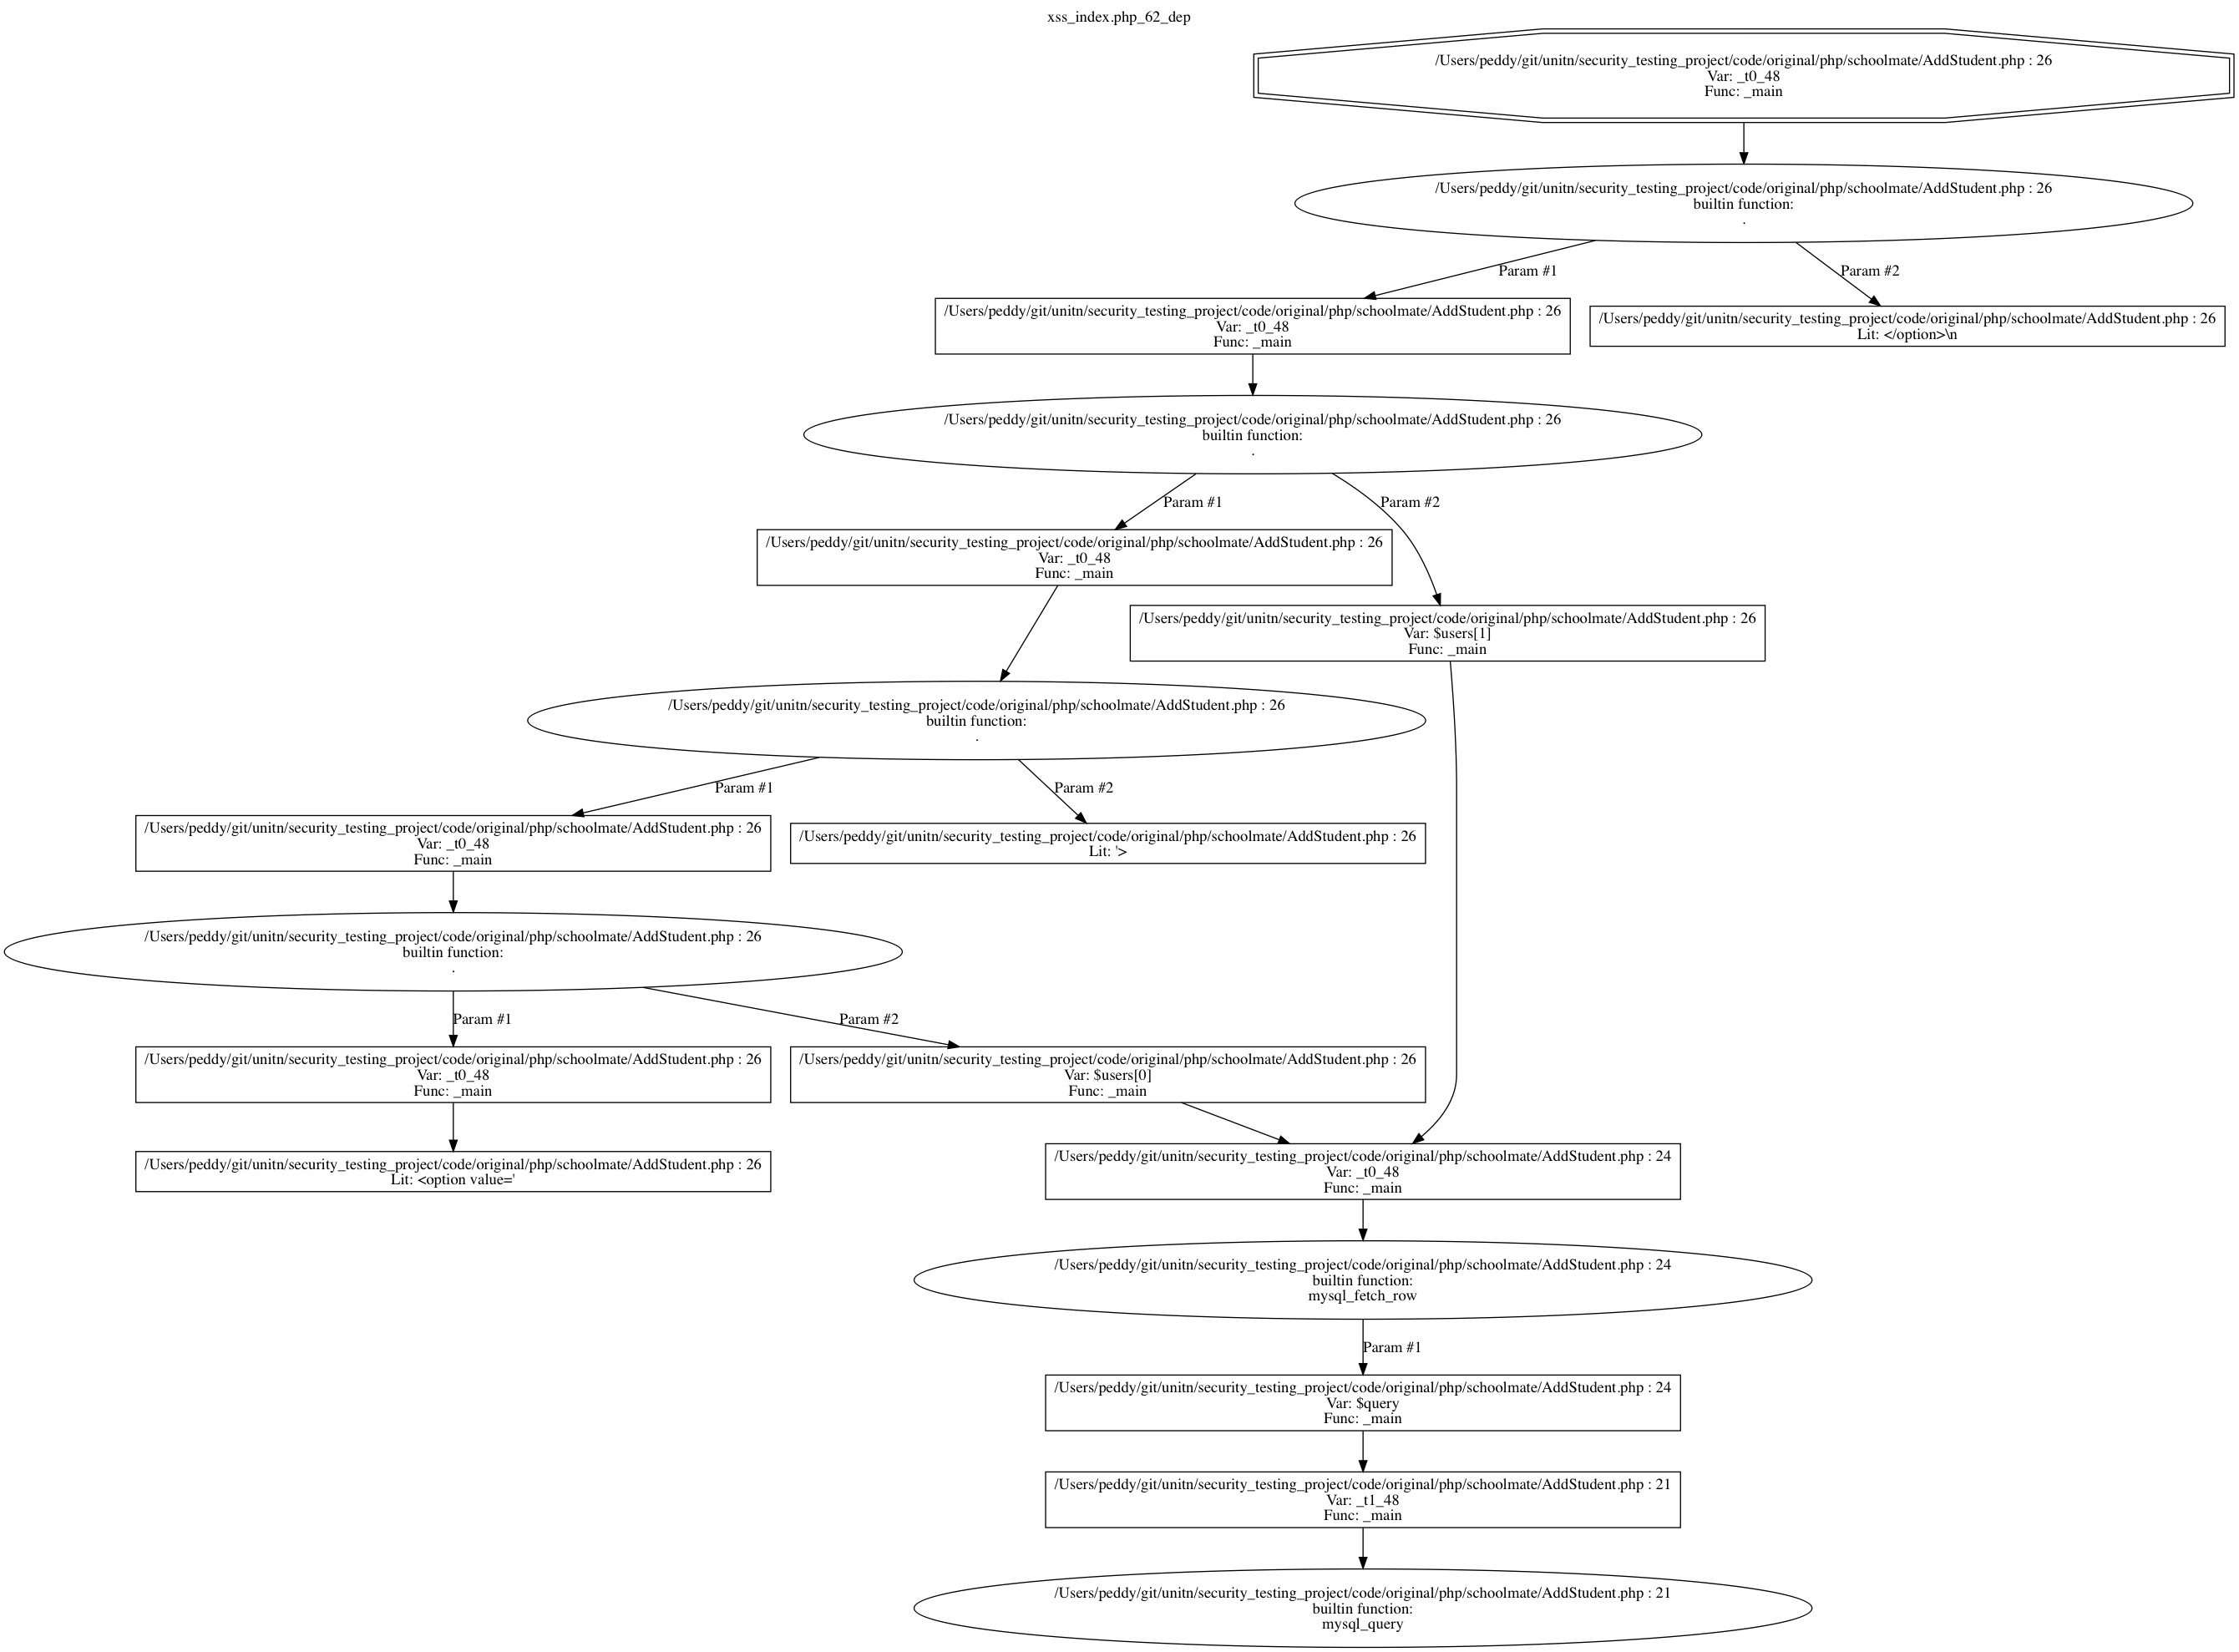 xss_index.php_62_dep
/Users/peddy/git/unitn/security_testing_project/code/original/php/schoolmate/AddStudent.php : 26
Var: _t0_48
Func: _main
/Users/peddy/git/unitn/security_testing_project/code/original/php/schoolmate/AddStudent.php : 26
builtin function:
.
Param #1
Param #2
/Users/peddy/git/unitn/security_testing_project/code/original/php/schoolmate/AddStudent.php : 26
Var: _t0_48
Func: _main
/Users/peddy/git/unitn/security_testing_project/code/original/php/schoolmate/AddStudent.php : 26
Lit: </option>\n
/Users/peddy/git/unitn/security_testing_project/code/original/php/schoolmate/AddStudent.php : 26
builtin function:
.
Param #1
Param #2
/Users/peddy/git/unitn/security_testing_project/code/original/php/schoolmate/AddStudent.php : 26
Var: _t0_48
Func: _main
/Users/peddy/git/unitn/security_testing_project/code/original/php/schoolmate/AddStudent.php : 26
Var: $users[1]
Func: _main
/Users/peddy/git/unitn/security_testing_project/code/original/php/schoolmate/AddStudent.php : 26
builtin function:
.
Param #1
Param #2
/Users/peddy/git/unitn/security_testing_project/code/original/php/schoolmate/AddStudent.php : 26
Var: _t0_48
Func: _main
/Users/peddy/git/unitn/security_testing_project/code/original/php/schoolmate/AddStudent.php : 26
Lit: '>
/Users/peddy/git/unitn/security_testing_project/code/original/php/schoolmate/AddStudent.php : 26
builtin function:
.
Param #1
Param #2
/Users/peddy/git/unitn/security_testing_project/code/original/php/schoolmate/AddStudent.php : 26
Var: _t0_48
Func: _main
/Users/peddy/git/unitn/security_testing_project/code/original/php/schoolmate/AddStudent.php : 26
Var: $users[0]
Func: _main
/Users/peddy/git/unitn/security_testing_project/code/original/php/schoolmate/AddStudent.php : 26
Lit: <option value='
/Users/peddy/git/unitn/security_testing_project/code/original/php/schoolmate/AddStudent.php : 24
Var: _t0_48
Func: _main
/Users/peddy/git/unitn/security_testing_project/code/original/php/schoolmate/AddStudent.php : 24
builtin function:
mysql_fetch_row
Param #1
/Users/peddy/git/unitn/security_testing_project/code/original/php/schoolmate/AddStudent.php : 24
Var: $query
Func: _main
/Users/peddy/git/unitn/security_testing_project/code/original/php/schoolmate/AddStudent.php : 21
Var: _t1_48
Func: _main
/Users/peddy/git/unitn/security_testing_project/code/original/php/schoolmate/AddStudent.php : 21
builtin function:
mysql_query